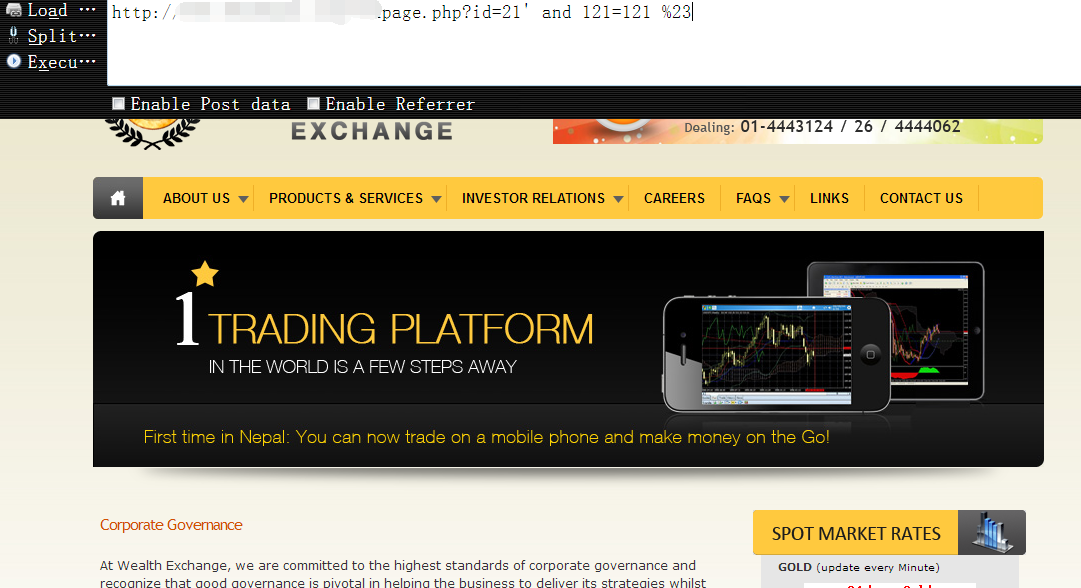 Load ···
http:// page.php?id=21' and 121=121 %23
Split···
Execu···
Enable Post data Enable Referrer
EXCHANGE
Dealing: 01-4443124 / 26 / 4444062
ABOUT US PRODUCTS & SERVICES INVESTOR RELATIONS CAREERS FAQS LINKS CONTACT US
1 TRADING PLATFORM
IN THE WORLD IS A FEW STEPS AWAY
First time in Nepal: You can now trade on a mobile phone and make money on the Go!
Corporate Governance
SPOT MARKET RATES
At Wealth Exchange, we are committed to the highest standards of corporate governance and
GOLD (update every Minute)
recognize that good governance is pivotal in helping the business to deliver its strategies whilst